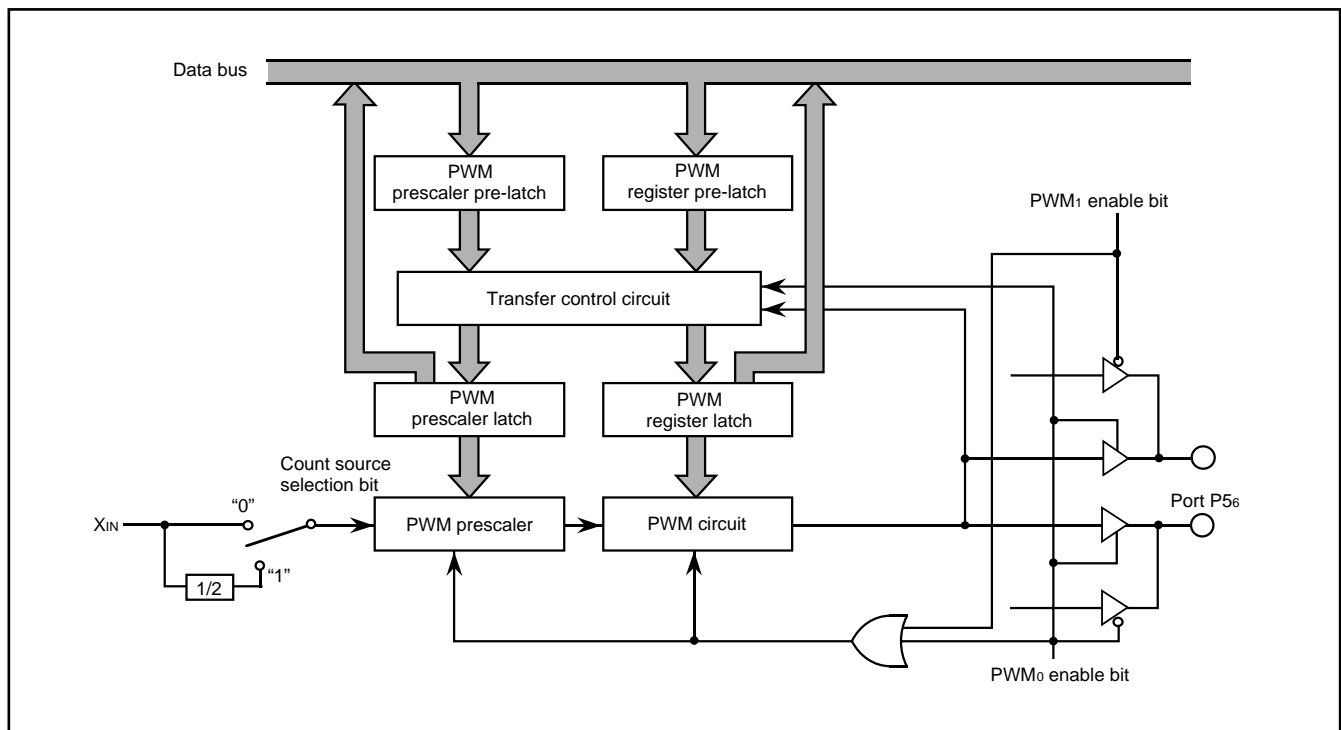 Data bus
PWM
prescaler pre-latch
PWM
register pre-latch
PWM1 enable bit
Transfer control circuit
PWM
prescaler latch
PWM
register latch
Count source
selection bit
Port P56
XIN
“0”
PWM prescaler
PWM circuit
“1”
1/2
PWM0 enable bit